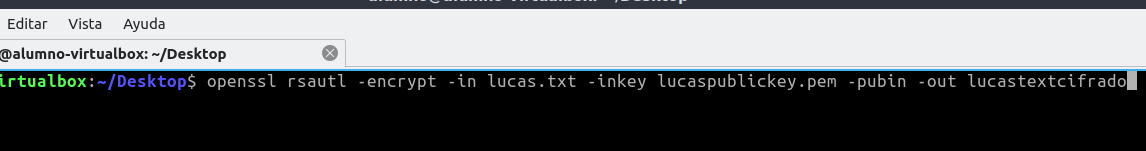 Editar Vista Ayuda
@alumno-virtualbox: ~/Desktop
irtualbox:~/Desktop$ openssl rsautl -encrypt -in lucas.txt -inkey lucaspublickey.pem -pubin -out lucastextcifrado